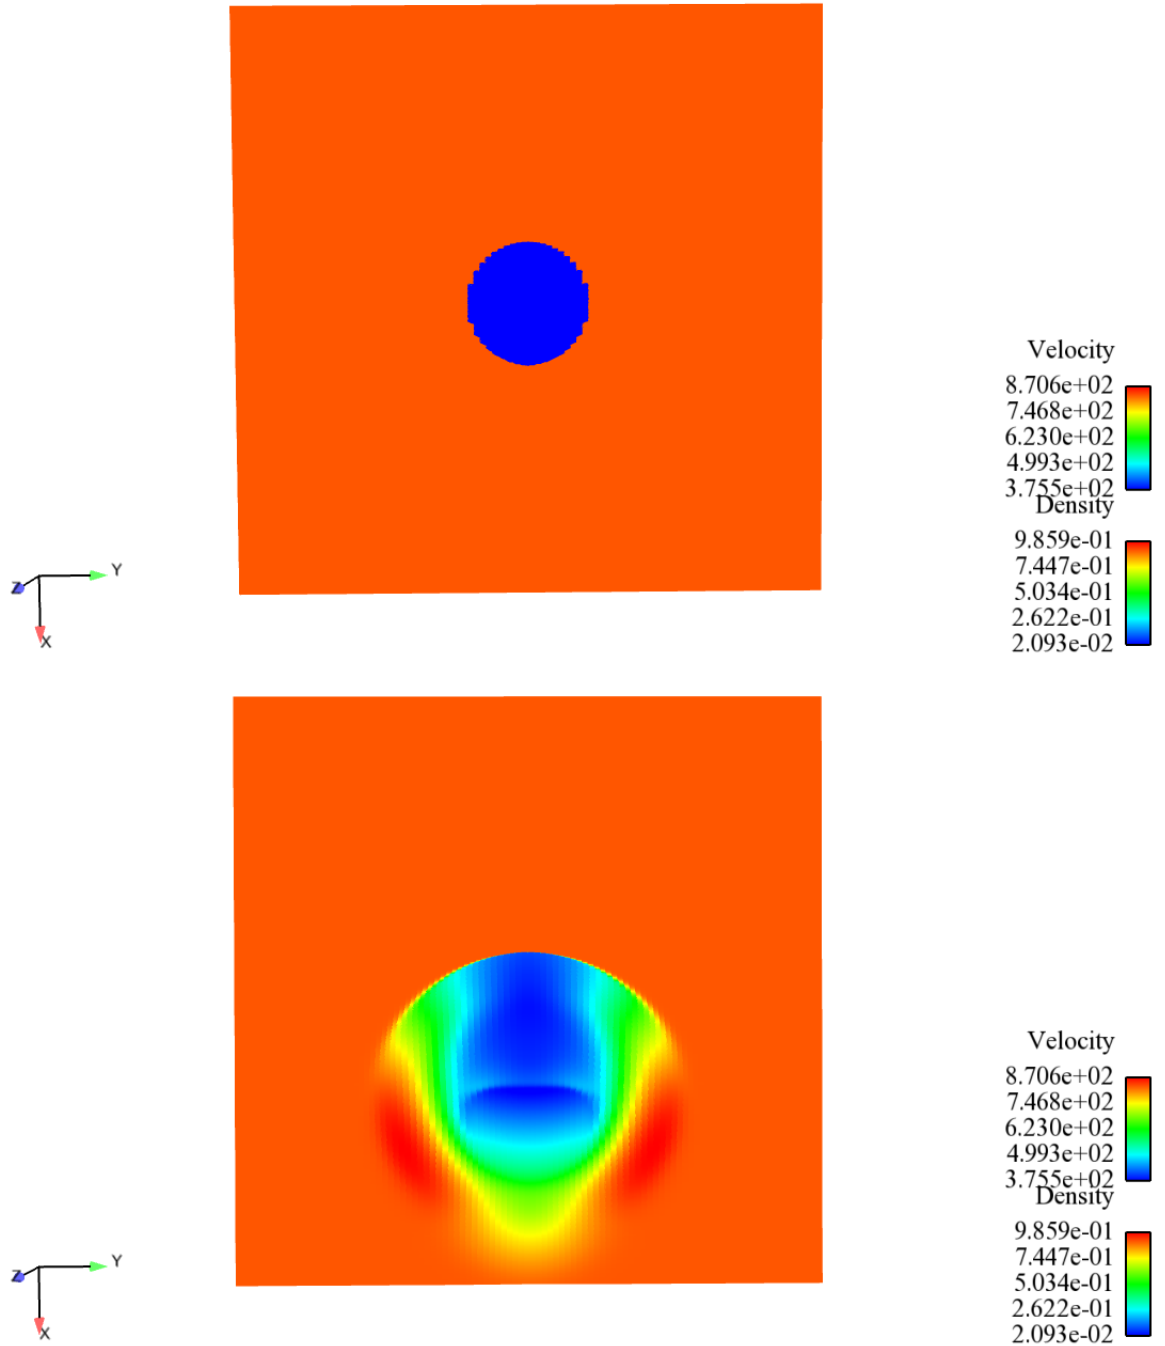 Velocity
8.706e+02
7.468e+02
6.230e+02
4.993e+02
3.755e+02
Density
9.859e-01
7.447e-01
5.034e-01
2.622e-01
2.093e-02
Y
Z
X
Velocity
8.706e+02
7.468e+02
6.230e+02
4.993e+02
3.755e+02
Density
9.859e-01
7.447e-01
5.034e-01
2.622e-01
2.093e-02
Y
Z
X